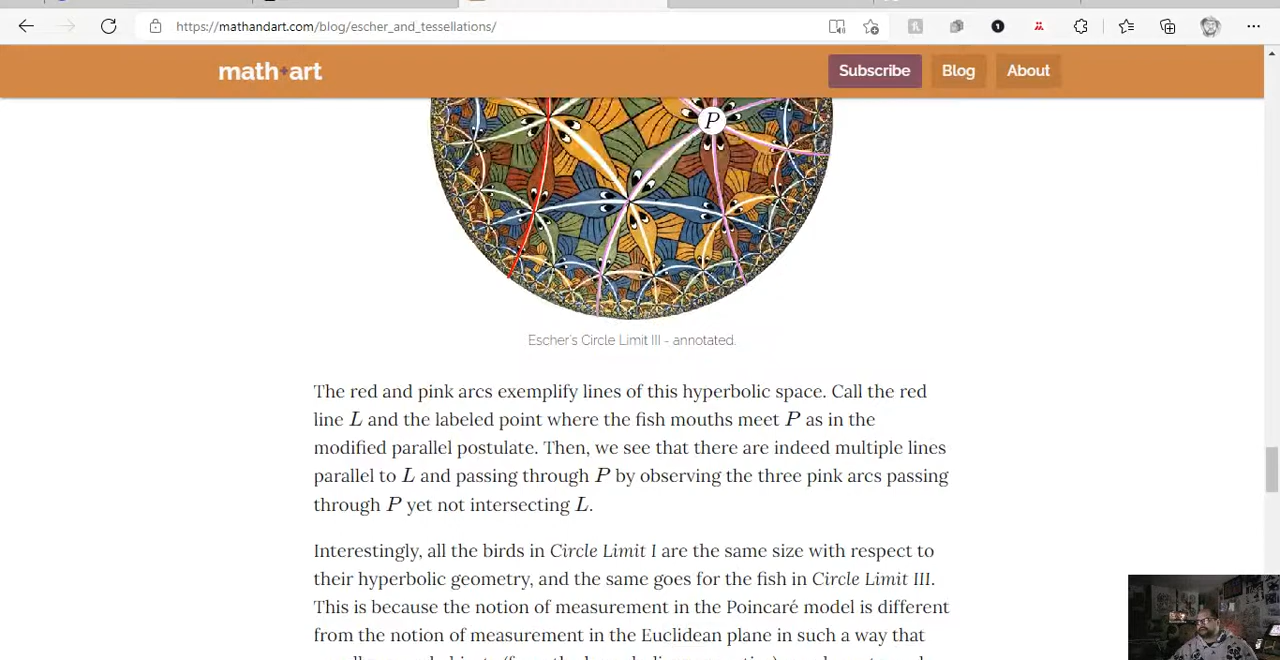 https://mathandart.com/blog/escher_and_tessellations/
math+art
Subscribe
Blog
About
P
Escher's Circle Limit III - annotated.
The red and pink arcs exemplify lines of this hyperbolic space. Call the red
line L and the labeled point where the fish mouths meet P as in the
modified parallel postulate. Then, we see that there are indeed multiple lines
parallel to L and passing through P by observing the three pink arcs passing
through P yet not intersecting L.
Interestingly, all the birds in Circle Limit I are the same size with respect to
their hyperbolic geometry, and the same goes for the fish in Circle Limit III.
This is because the notion of measurement in the Poincaré model is different
from the notion of measurement in the Euclidean plane in such a way that